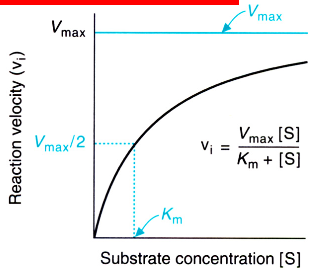 Vmax
Vmax
Reaction velocity (vi)
Vmax/2
vi = Vmax [S] / Km + [S]
Km
Substrate concentration [S]